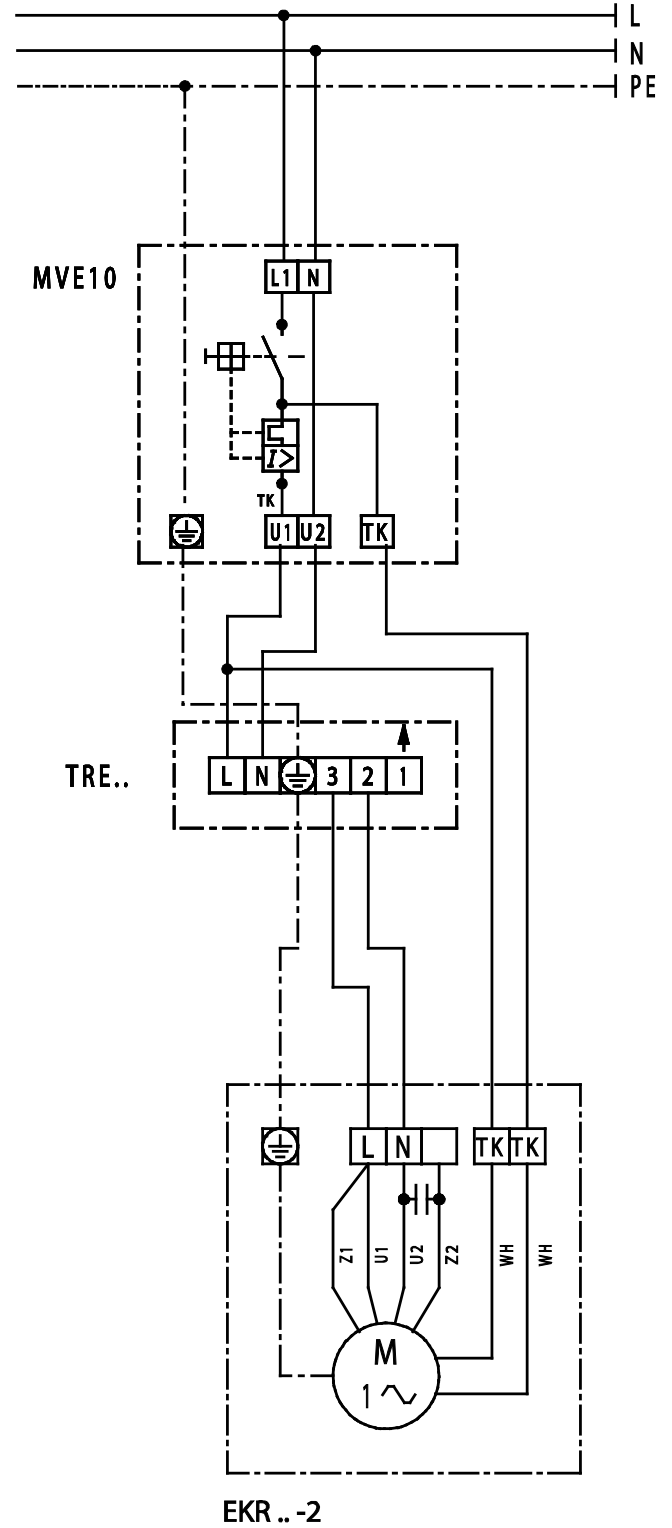 L
N
PE
MVE10
L1 N
I>
TK
U1 U2 TK
TRE..
L N 3 2 1
L N TK TK
Z1 U1 U2 Z2 WH WH
M
1
EKR .. -2